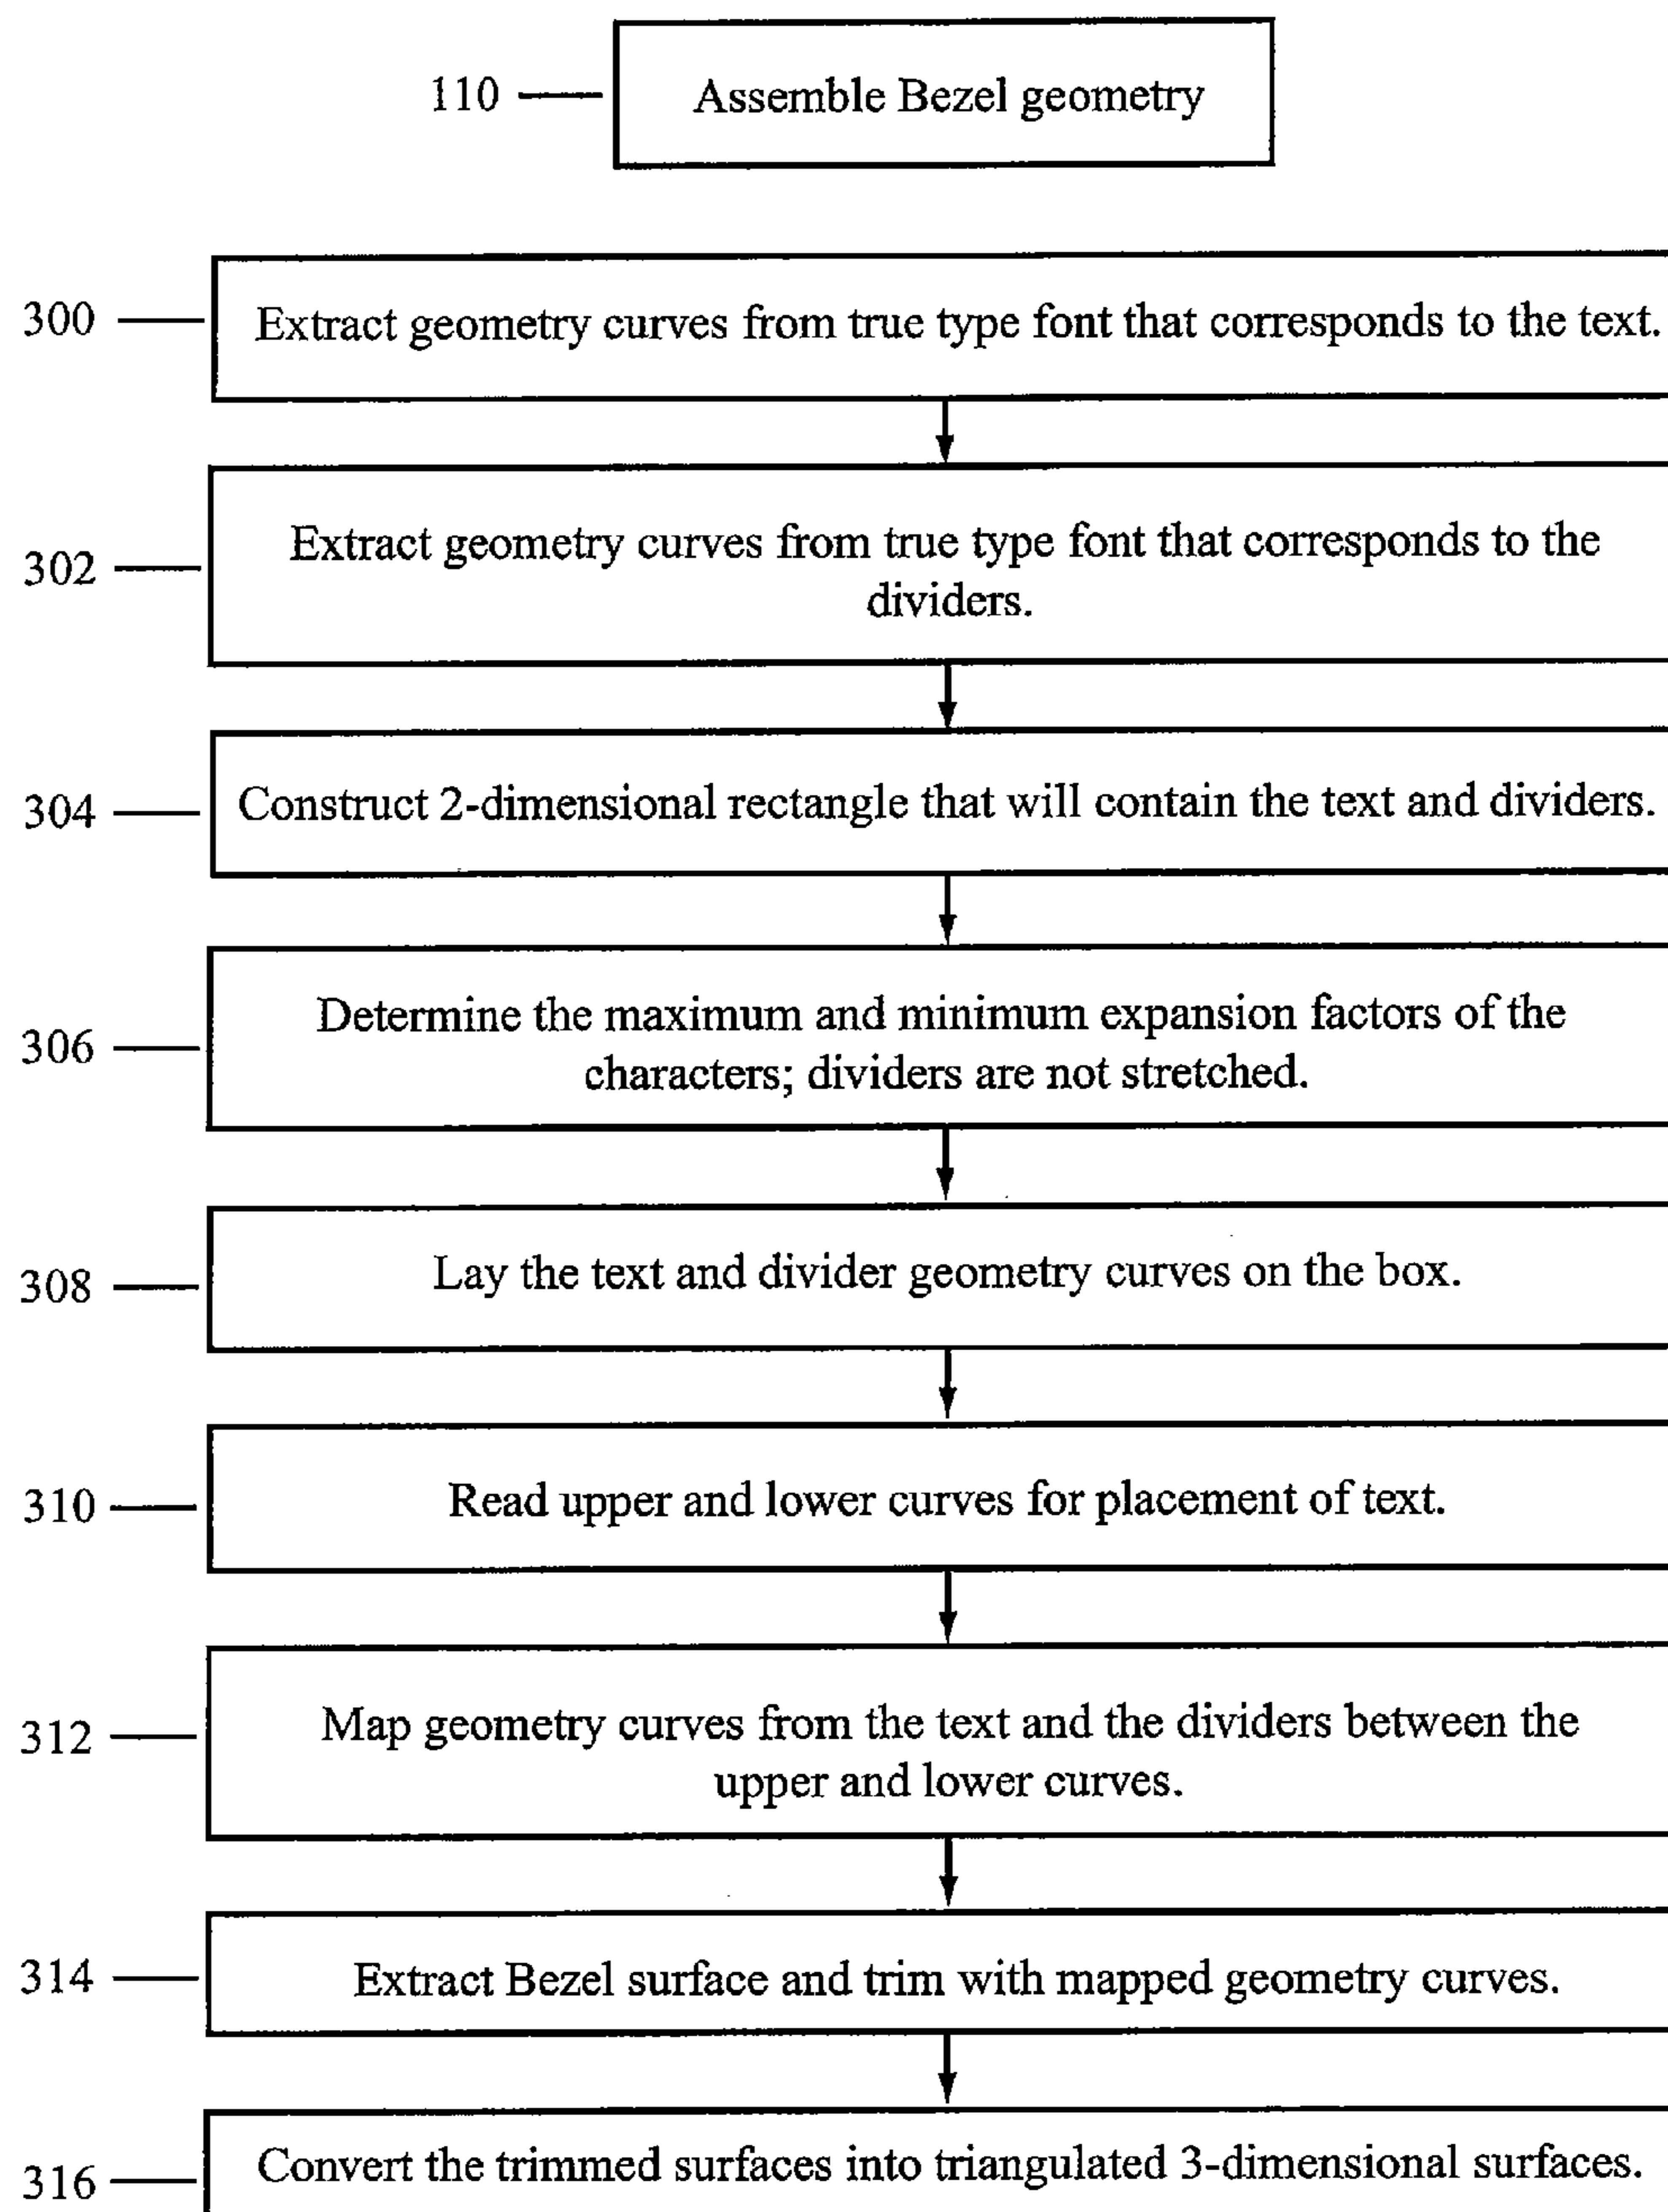 110 Assemble Bezel geometry
300 Extract geometry curves from true type font that corresponds to the text.
302 Extract geometry curves from true type font that corresponds to the
dividers.
304 Construct 2-dimensional rectangle that will contain the text and dividers.
306 Determine the maximum and minimum expansion factors of the
characters; dividers are not stretched.
308 Lay the text and divider geometry curves on the box.
310 Read upper and lower curves for placement of text.
312 Map geometry curves from the text and the dividers between the
upper and lower curves.
314 Extract Bezel surface and trim with mapped geometry curves.
316 Convert the trimmed surfaces into triangulated 3-dimensional surfaces.